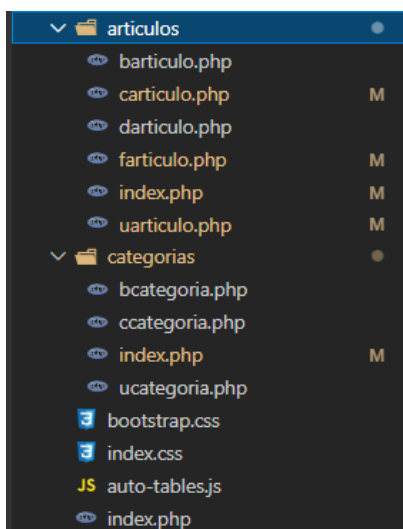 articulos
barticulo.php
carticulo.php M
darticulo.php
farticulo.php M
index.php M
uarticulo.php M
categorias
bcategoria.php
ccategoria.php
index.php M
ucategoria.php
bootstrap.css
index.css
JS auto-tables.js
index.php